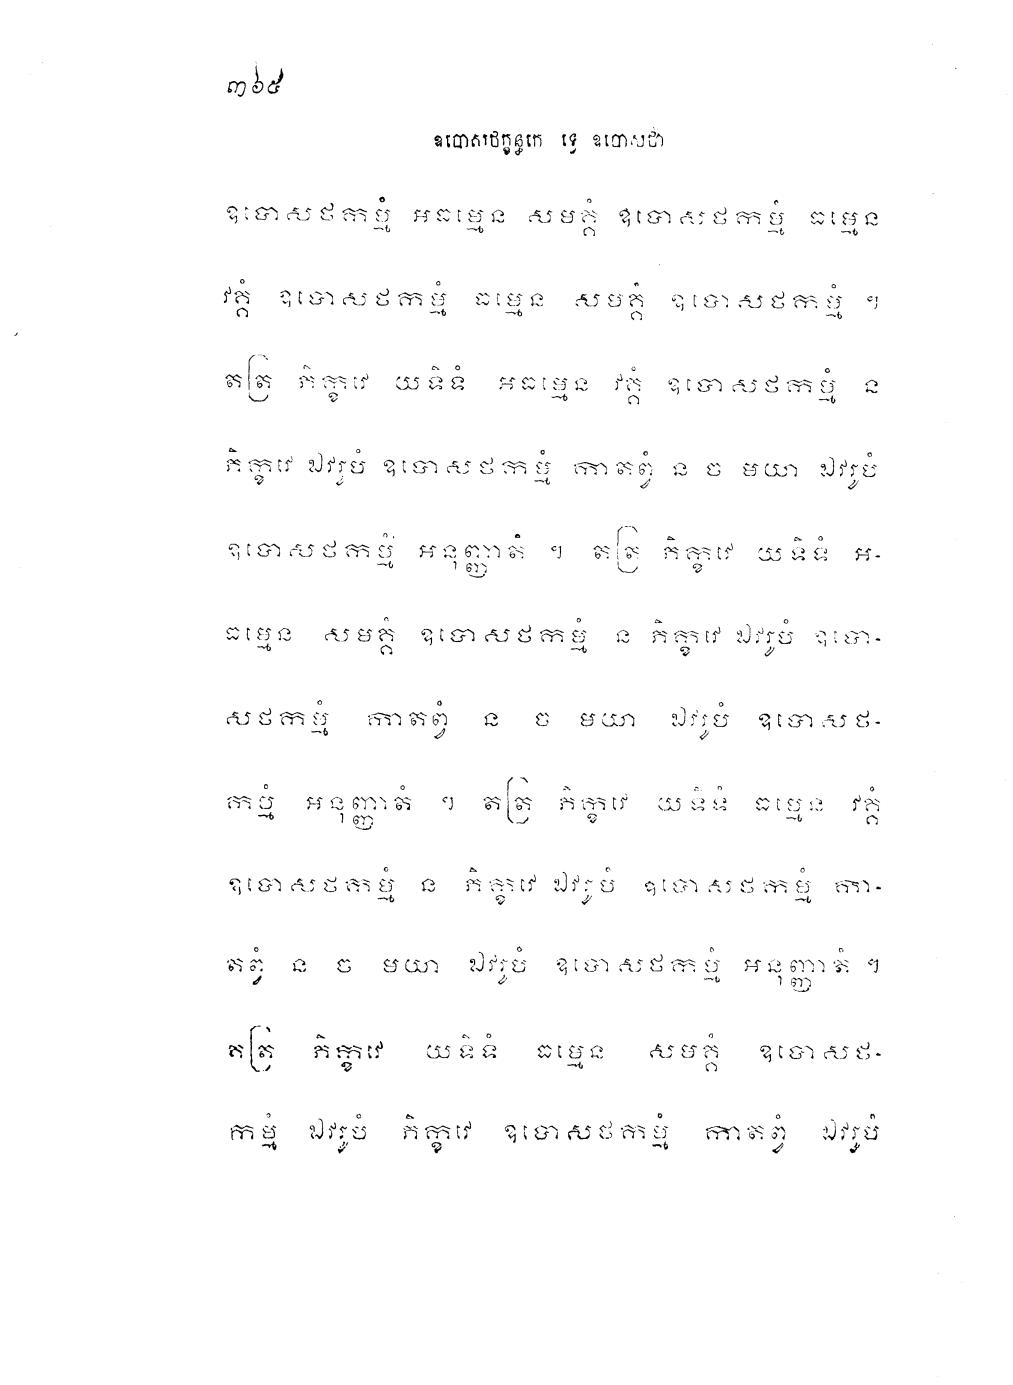 ៣៦៥
ឧបោសថក្ខន្ធកេ ទ្វេ ឧបោសថា
ឧបោសថកម្មំ អធម្មេន សមគ្គំ ឧបោសថកម្មំ ធម្មេន
វគ្គំ ឧបោសថកម្មំ ធម្មេន សមគ្គំ ឧបោសថកម្មំ ។
តត្រ ភិក្ខវេ យទិទំ អធម្មេន វគ្គំ ឧបោសថកម្មំ ន
ភិក្ខវេ ឯវរូបំ ឧបោសថកម្មំ កាតព្វំ ន ច មយា ឯវរូបំ
ឧបោសថកម្មំ អនុញ្ញាតំ ។ តត្រ ភិក្ខវេ យទិទំ អ-
ធម្មេន សមគ្គំ ឧបោសថកម្មំ ន ភិក្ខវេ ឯវរូបំ ឧបោ-
សថកម្មំ កាតព្វំ ន ច មយា ឯវរូបំ ឧបោសថ-
កម្មំ អនុញ្ញាតំ ។ តត្រ ភិក្ខវេ យទិទំ ធម្មេន វគ្គំ
ឧបោសថកម្មំ ន ភិក្ខវេ ឯវរូបំ ឧបោសថកម្មំ កា-
តព្វំ ន ច មយា ឯវរូបំ ឧបោសថកម្មំ អនុញ្ញាតំ ។
តត្រ ភិក្ខវេ យទិទំ ធម្មេន សមគ្គំ ឧបោសថ-
កម្មំ ឯវរូបំ ភិក្ខវេ ឧបោសថកម្មំ កាតព្វំ ឯវរូបំ